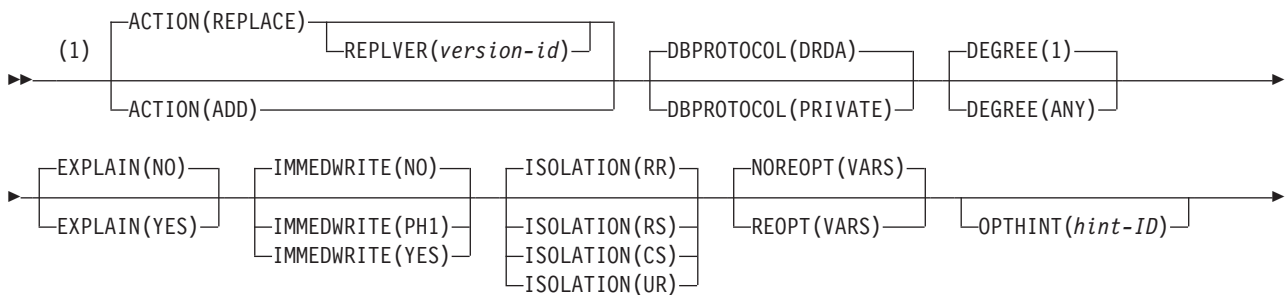 ACTION(REPLACE)
(1) REPLVER(version-id) DBPROTOCOL(DRDA) DEGREE(1)
ACTION(ADD) DBPROTOCOL(PRIVATE) DEGREE(ANY)
EXPLAIN(NO) IMMEDWRITE(NO) ISOLATION(RR) NOREOPT(VARS)
EXPLAIN(YES) IMMEDWRITE(PH1) ISOLATION(RS) REOPT(VARS) OPTHINT(hint-ID)
IMMEDWRITE(YES) ISOLATION(CS)
ISOLATION(UR)